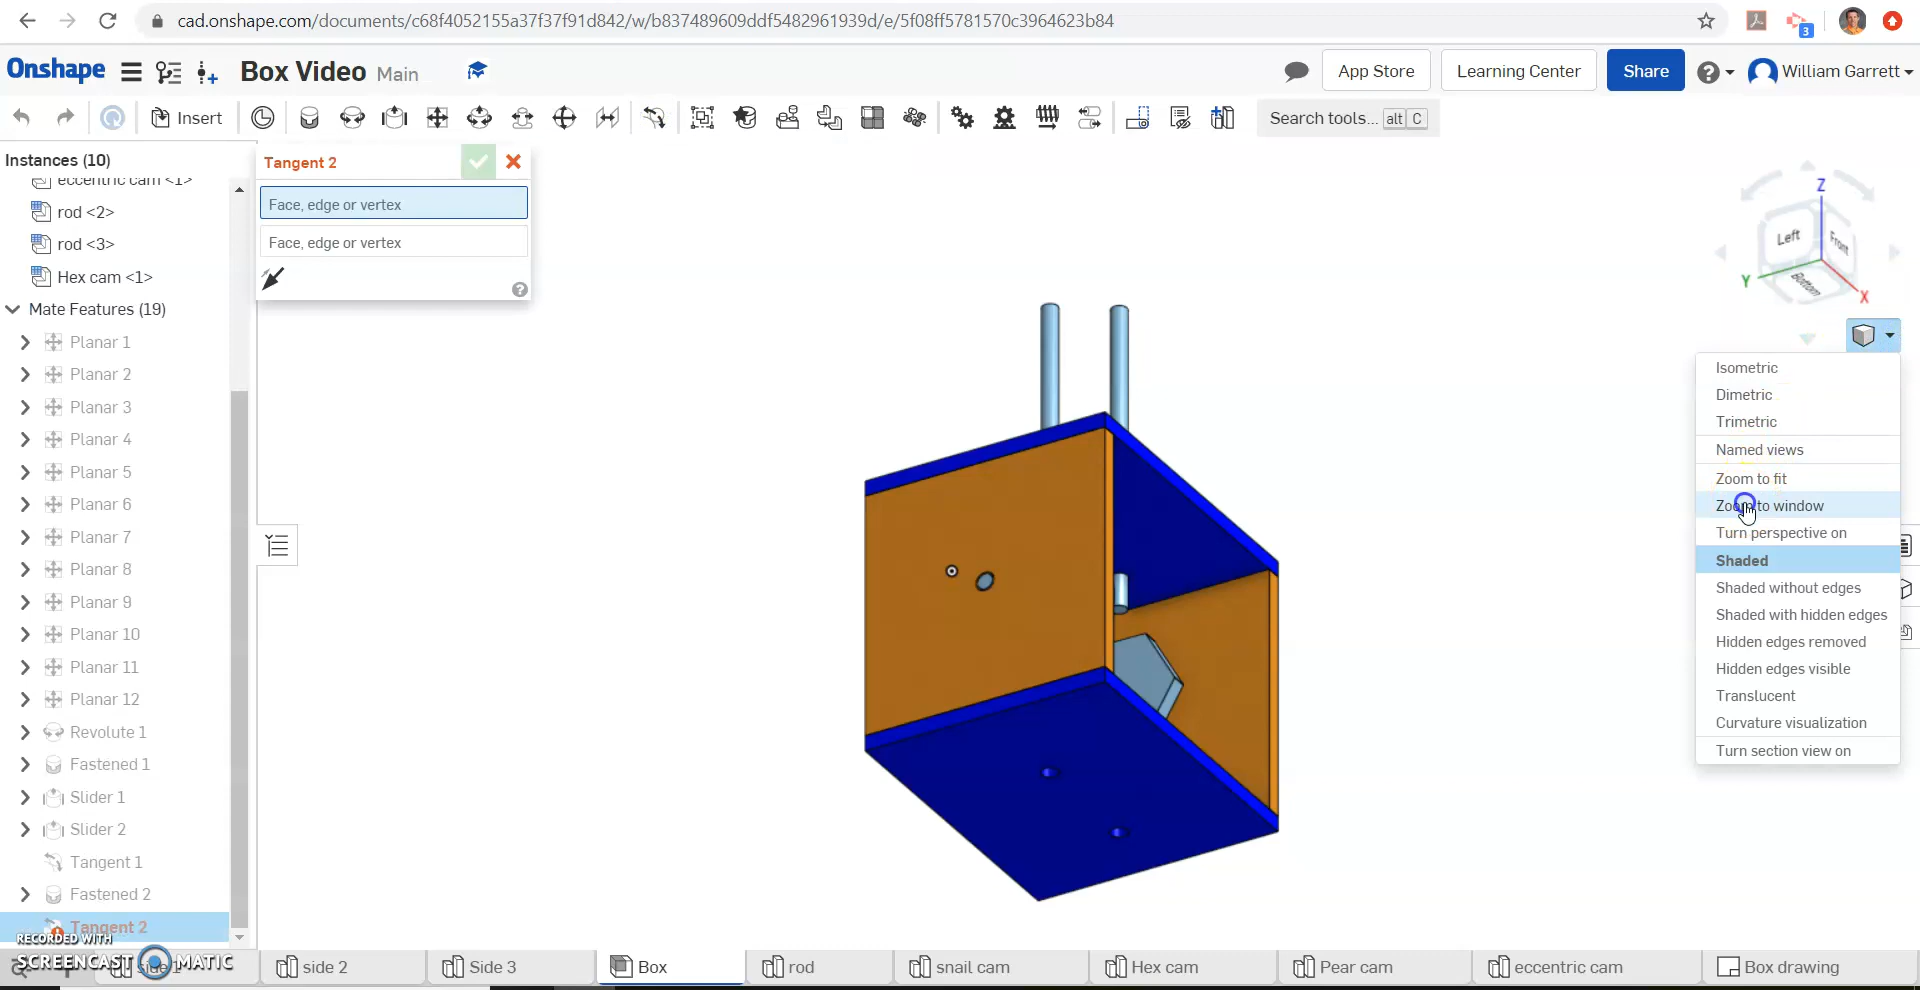 cad.onshape.com/documents/c68f4052155a37f37f91d842/w/b837489609ddf5482961939d/e/5f08ff5781570c3964623b84
3
Onshape
Box Video Main
App Store
Learning Center
Share
William Garrett
Insert
Search tools... alt C
Instances (10)
eccentric cam <1>
rod <2>
rod <3>
Hex cam <1>
Mate Features (19)
Planar 1
Planar 2
Planar 3
Planar 4
Planar 5
Planar 6
Planar 7
Planar 8
Planar 9
Planar 10
Planar 11
Planar 12
Revolute 1
Fastened 1
Slider 1
Slider 2
Tangent 1
Fastened 2
Tangent 2
Tangent 2
Face, edge or vertex
Face, edge or vertex
Z
Left
Front
Bottom
Y
X
Isometric
Dimetric
Trimetric
Named views
Zoom to fit
Zoom to window
Turn perspective on
Shaded
Shaded without edges
Shaded with hidden edges
Hidden edges removed
Hidden edges visible
Translucent
Curvature visualization
Turn section view on
RECORDED WITH
SCREENCAST MATIC
side 2
Side 3
Box
rod
snail cam
Hex cam
Pear cam
eccentric cam
Box drawing